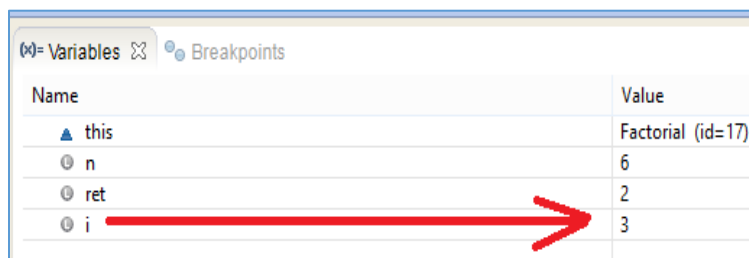 (x)= Variables Breakpoints
Name Value
this Factorial (id=17)
n 6
ret 2
i 3